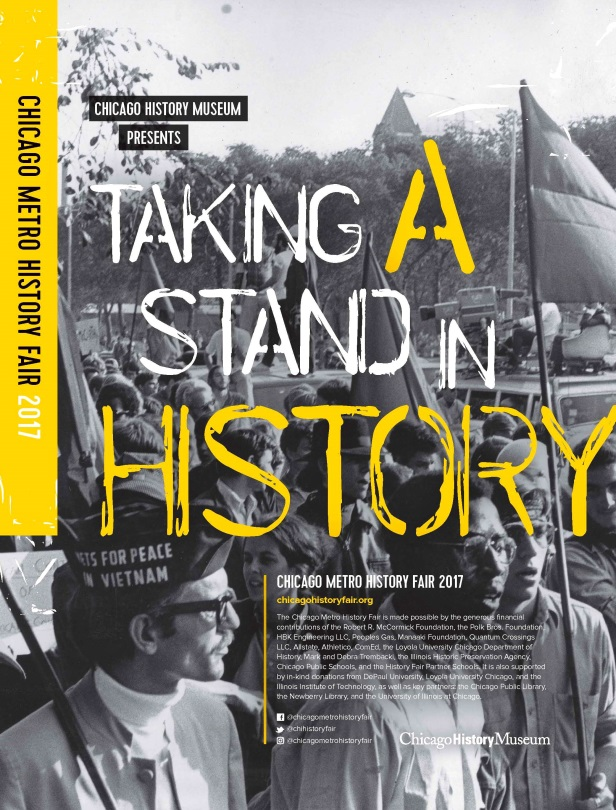 CHICAGO METRO HISTORY FAIR 2017
CHICAGO HISTORY MUSEUM
PRESENTS
TAKING A
STAND IN
HISTORY
VETS FOR PEACE
IN VIETNAM
CHICAGO METRO HISTORY FAIR 2017
chicagohistoryfair.org
The Chicago Metro History Fair is made possible by the generous financial
contributions of the Robert R. McCormick Foundation, the Polk Bros. Foundation,
HBK Engineering LLC, Peoples Gas, Manaaki Foundation, Quantum Crossings
LLC, Allstate, Athletico, ComEd, the Loyola University Chicago Department of
History, Mark and Debra Trembacki, the Illinois Historic Preservation Agency,
Chicago Public Schools, and the History Fair Partner Schools. It is also supported
by in-kind donations from DePaul University, Loyola University Chicago, and the
Illinois Institute of Technology, as well as key partners: the Chicago Public Library,
the Newberry Library, and the University of Illinois at Chicago.
@chicagometrohistoryfair
@chihistoryfair
@chicagometrohistoryfair
ChicagoHistoryMuseum